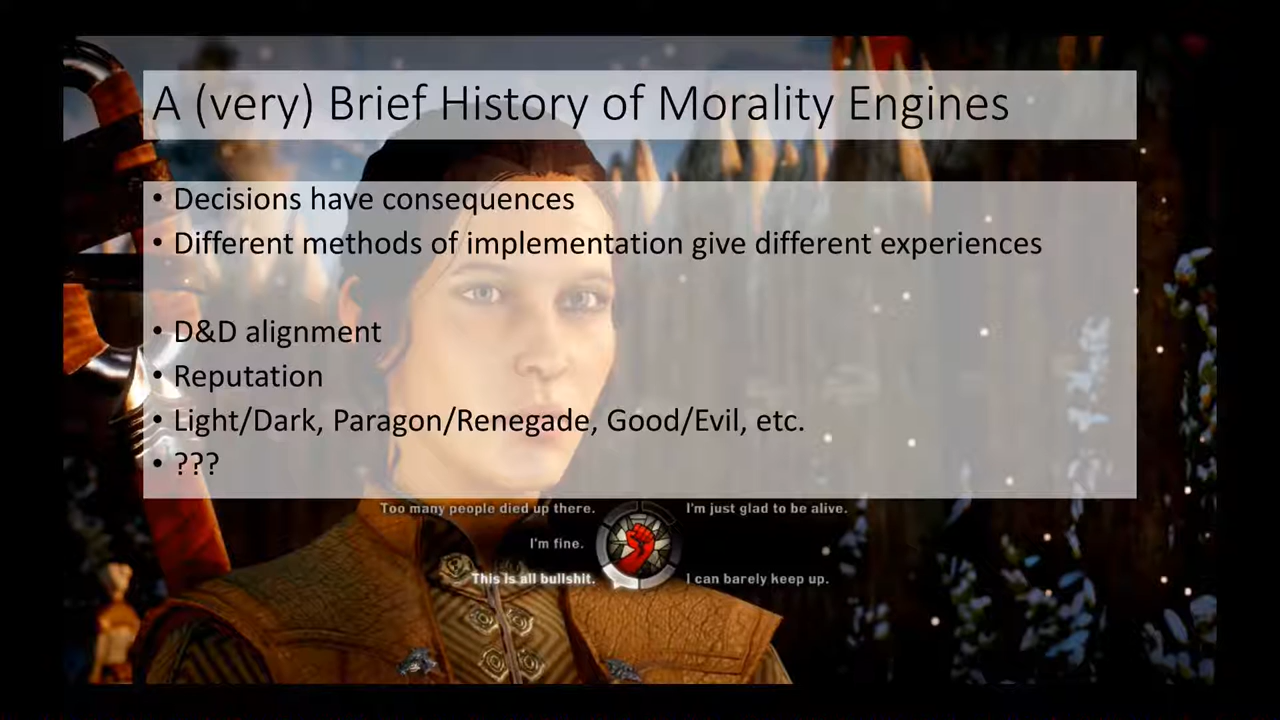 A (very) Brief History of Morality Engines
• Decisions have consequences
• Different methods of implementation give different experiences
• D&D alignment
• Reputation
• Light/Dark, Paragon/Renegade, Good/Evil, etc.
• ???
Too many people died up there.
I'm just glad to be alive.
I'm fine.
This is all bullshit.
I can barely keep up.